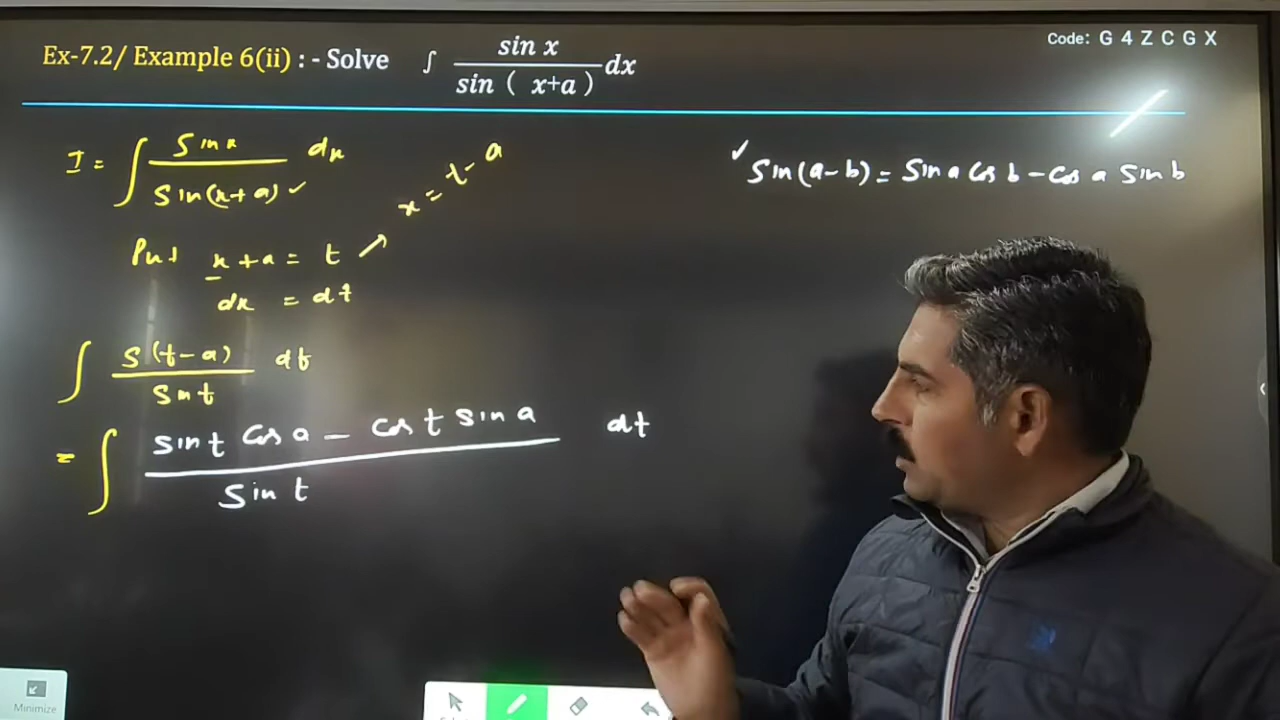 Code: G 4 Z C G X
Ex-7.2/ Example 6(ii) : - Solve ∫ sin x / sin ( x+a ) dx
I = ∫ Sin x / Sin(x+a) ✓ dx
x = t - a
✓ Sin(a-b) = Sin a Cos b - Cos a Sin b
Put x + a = t ↗
dx = dt
∫ S(t-a) / Sin t dt
= ∫ Sin t Cos a - Cos t Sin a / Sin t dt
Minimize